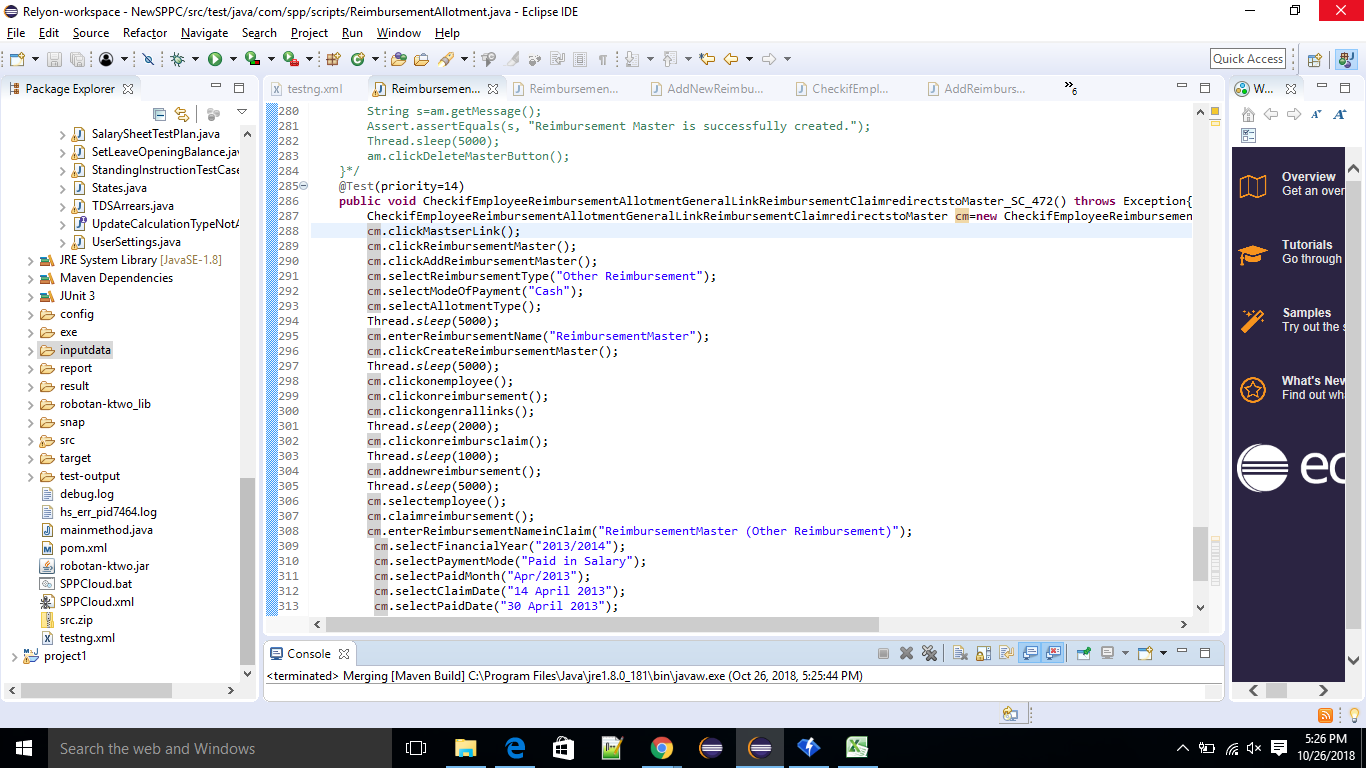 Relyon-workspace - NewSPPC/src/test/java/com/spp/scripts/ReimbursementAllotment.java - Eclipse IDE
File Edit Source Refactor Navigate Search Project Run Window Help
Quick Access
Package Explorer
SalarySheetTestPlan.java
SetLeaveOpeningBalance.jav
StandingInstructionTestCase
States.java
TDSArrears.java
UpdateCalculationTypeNotA
UserSettings.java
JRE System Library [JavaSE-1.8]
Maven Dependencies
JUnit 3
config
exe
inputdata
report
result
robotan-ktwo_lib
snap
src
target
test-output
debug.log
hs_err_pid7464.log
mainmethod.java
pom.xml
robotan-ktwo.jar
SPPCloud.bat
SPPCloud.xml
src.zip
testng.xml
project1
testng.xml Reimbursemen... Reimbursemen... AddNewReimbu... CheckifEmpl... AddReimburs... »6
280 String s=am.getMessage();
281 Assert.assertEquals(s, "Reimbursement Master is successfully created.");
282 Thread.sleep(5000);
283 am.clickDeleteMasterButton();
284 }*/
285 @Test(priority=14)
286 public void CheckifEmployeeReimbursementAllotmentGeneralLinkReimbursementClaimredirectstoMaster_SC_472() throws Exception{
287 CheckifEmployeeReimbursementAllotmentGeneralLinkReimbursementClaimredirectstoMaster cm=new CheckifEmployeeReimbursemen
288 cm.clickMastserLink();
289 cm.clickReimbursementMaster();
290 cm.clickAddReimbursementMaster();
291 cm.selectReimbursementType("Other Reimbursement");
292 cm.selectModeOfPayment("Cash");
293 cm.selectAllotmentType();
294 Thread.sleep(5000);
295 cm.enterReimbursementName("ReimbursementMaster");
296 cm.clickCreateReimbursementMaster();
297 Thread.sleep(5000);
298 cm.clickonemployee();
299 cm.clickonreimbursement();
300 cm.clickongenrallinks();
301 Thread.sleep(2000);
302 cm.clickonreimbursclaim();
303 Thread.sleep(1000);
304 cm.addnewreimbursement();
305 Thread.sleep(5000);
306 cm.selectemployee();
307 cm.claimreimbursement();
308 cm.enterReimbursementNameinClaim("ReimbursementMaster (Other Reimbursement)");
309 cm.selectFinancialYear("2013/2014");
310 cm.selectPaymentMode("Paid in Salary");
311 cm.selectPaidMonth("Apr/2013");
312 cm.selectClaimDate("14 April 2013");
313 cm.selectPaidDate("30 April 2013");
W...
Overview
Get an over
Tutorials
Go through
Samples
Try out the s
What's New
Find out wh
ec
Console
<terminated> Merging [Maven Build] C:\Program Files\Java\jre1.8.0_181\bin\javaw.exe (Oct 26, 2018, 5:25:44 PM)
Search the web and Windows
5:26 PM
10/26/2018